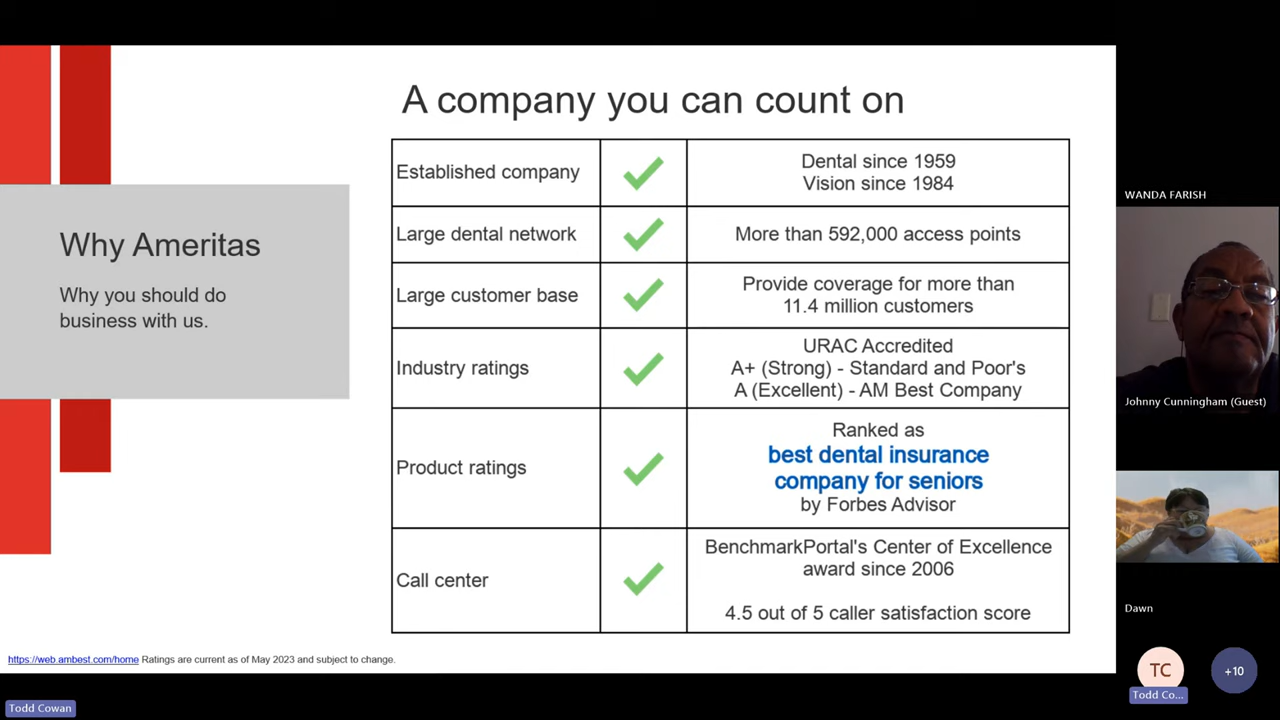 A company you can count on
Why Ameritas
Why you should do
business with us.
Established company
Dental since 1959
Vision since 1984
Large dental network
More than 592,000 access points
Large customer base
Provide coverage for more than
11.4 million customers
Industry ratings
URAC Accredited
A+ (Strong) - Standard and Poor's
A (Excellent) - AM Best Company
Product ratings
Ranked as
best dental insurance
company for seniors
by Forbes Advisor
Call center
BenchmarkPortal's Center of Excellence
award since 2006
4.5 out of 5 caller satisfaction score
https://web.ambest.com/home Ratings are current as of May 2023 and subject to change.
Todd Cowan
WANDA FARISH
Johnny Cunningham (Guest)
Dawn
TC
Todd Co...
+10